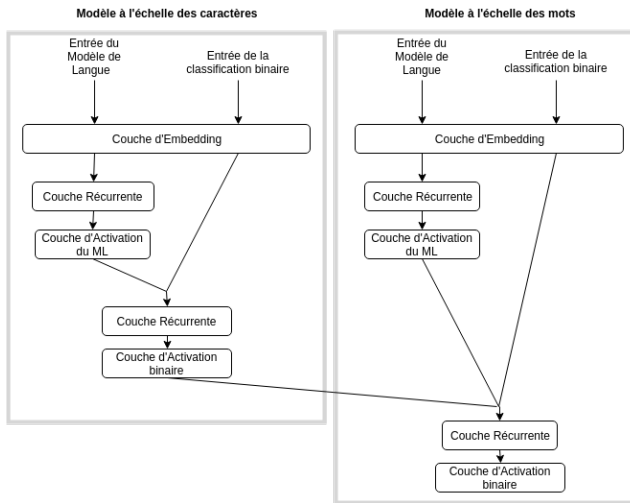 Modèle à l'échelle des caractères
Entrée du
Modèle de
Langue
Entrée de la
classification binaire
Couche d'Embedding
Couche Récurrente
Couche d'Activation
du ML
Couche Récurrente
Couche d'Activation
binaire
Modèle à l'échelle des mots
Entrée du
Modèle de
Langue
Entrée de la
classification binaire
Couche d'Embedding
Couche Récurrente
Couche d'Activation
du ML
Couche Récurrente
Couche d'Activation
binaire